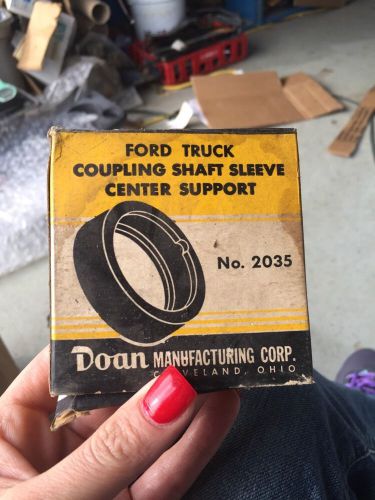 FORD TRUCK
COUPLING SHAFT SLEEVE
CENTER SUPPORT
No. 2035
Doan MANUFACTURING CORP.
CLEVELAND, OHIO